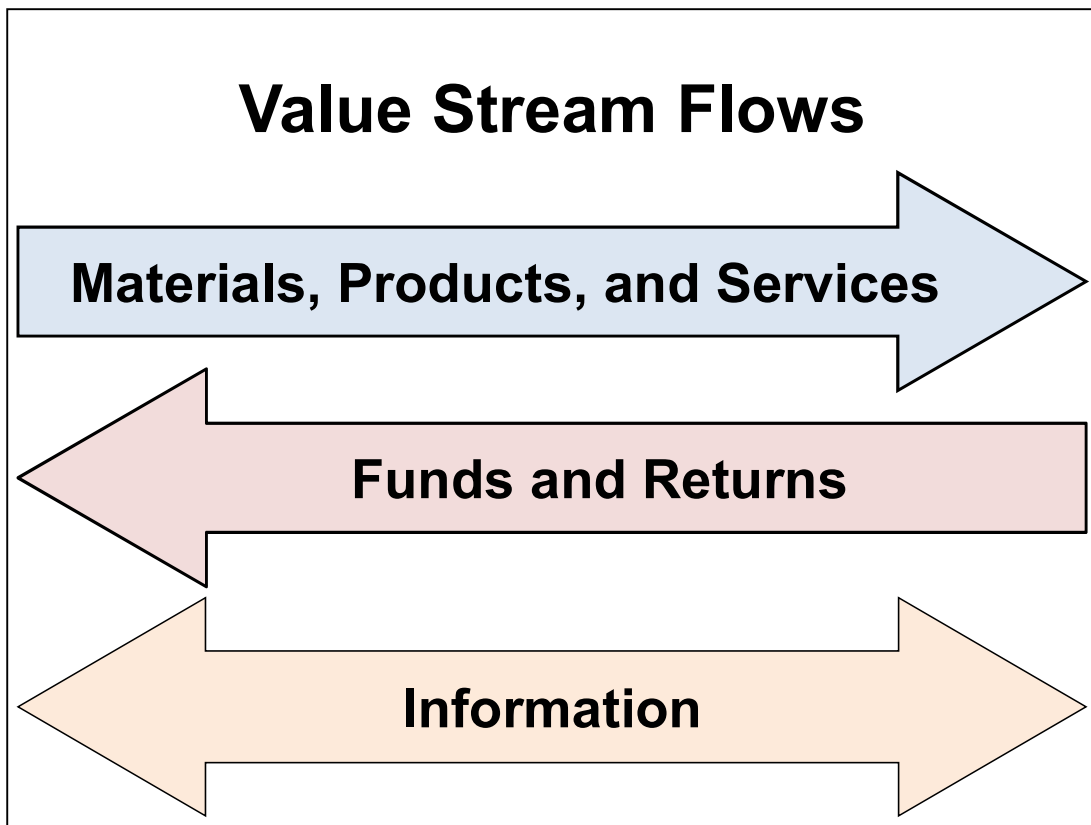 Value Stream Flows
Materials, Products, and Services
Funds and Returns
Information